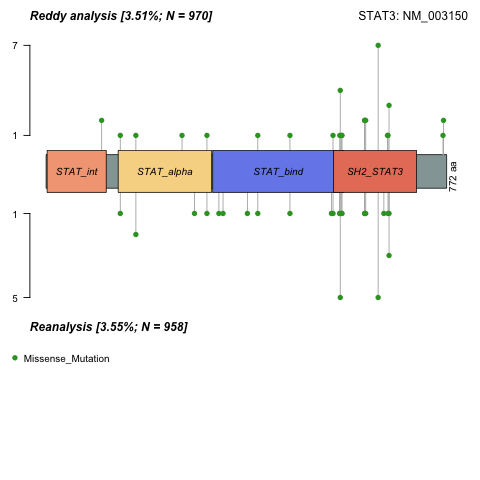 Reddy analysis [3.51%; N = 970]
STAT3: NM_003150
7
1
STAT_int
STAT_alpha
STAT_bind
SH2_STAT3
772 aa
1
5
Reanalysis [3.55%; N = 958]
Missense_Mutation